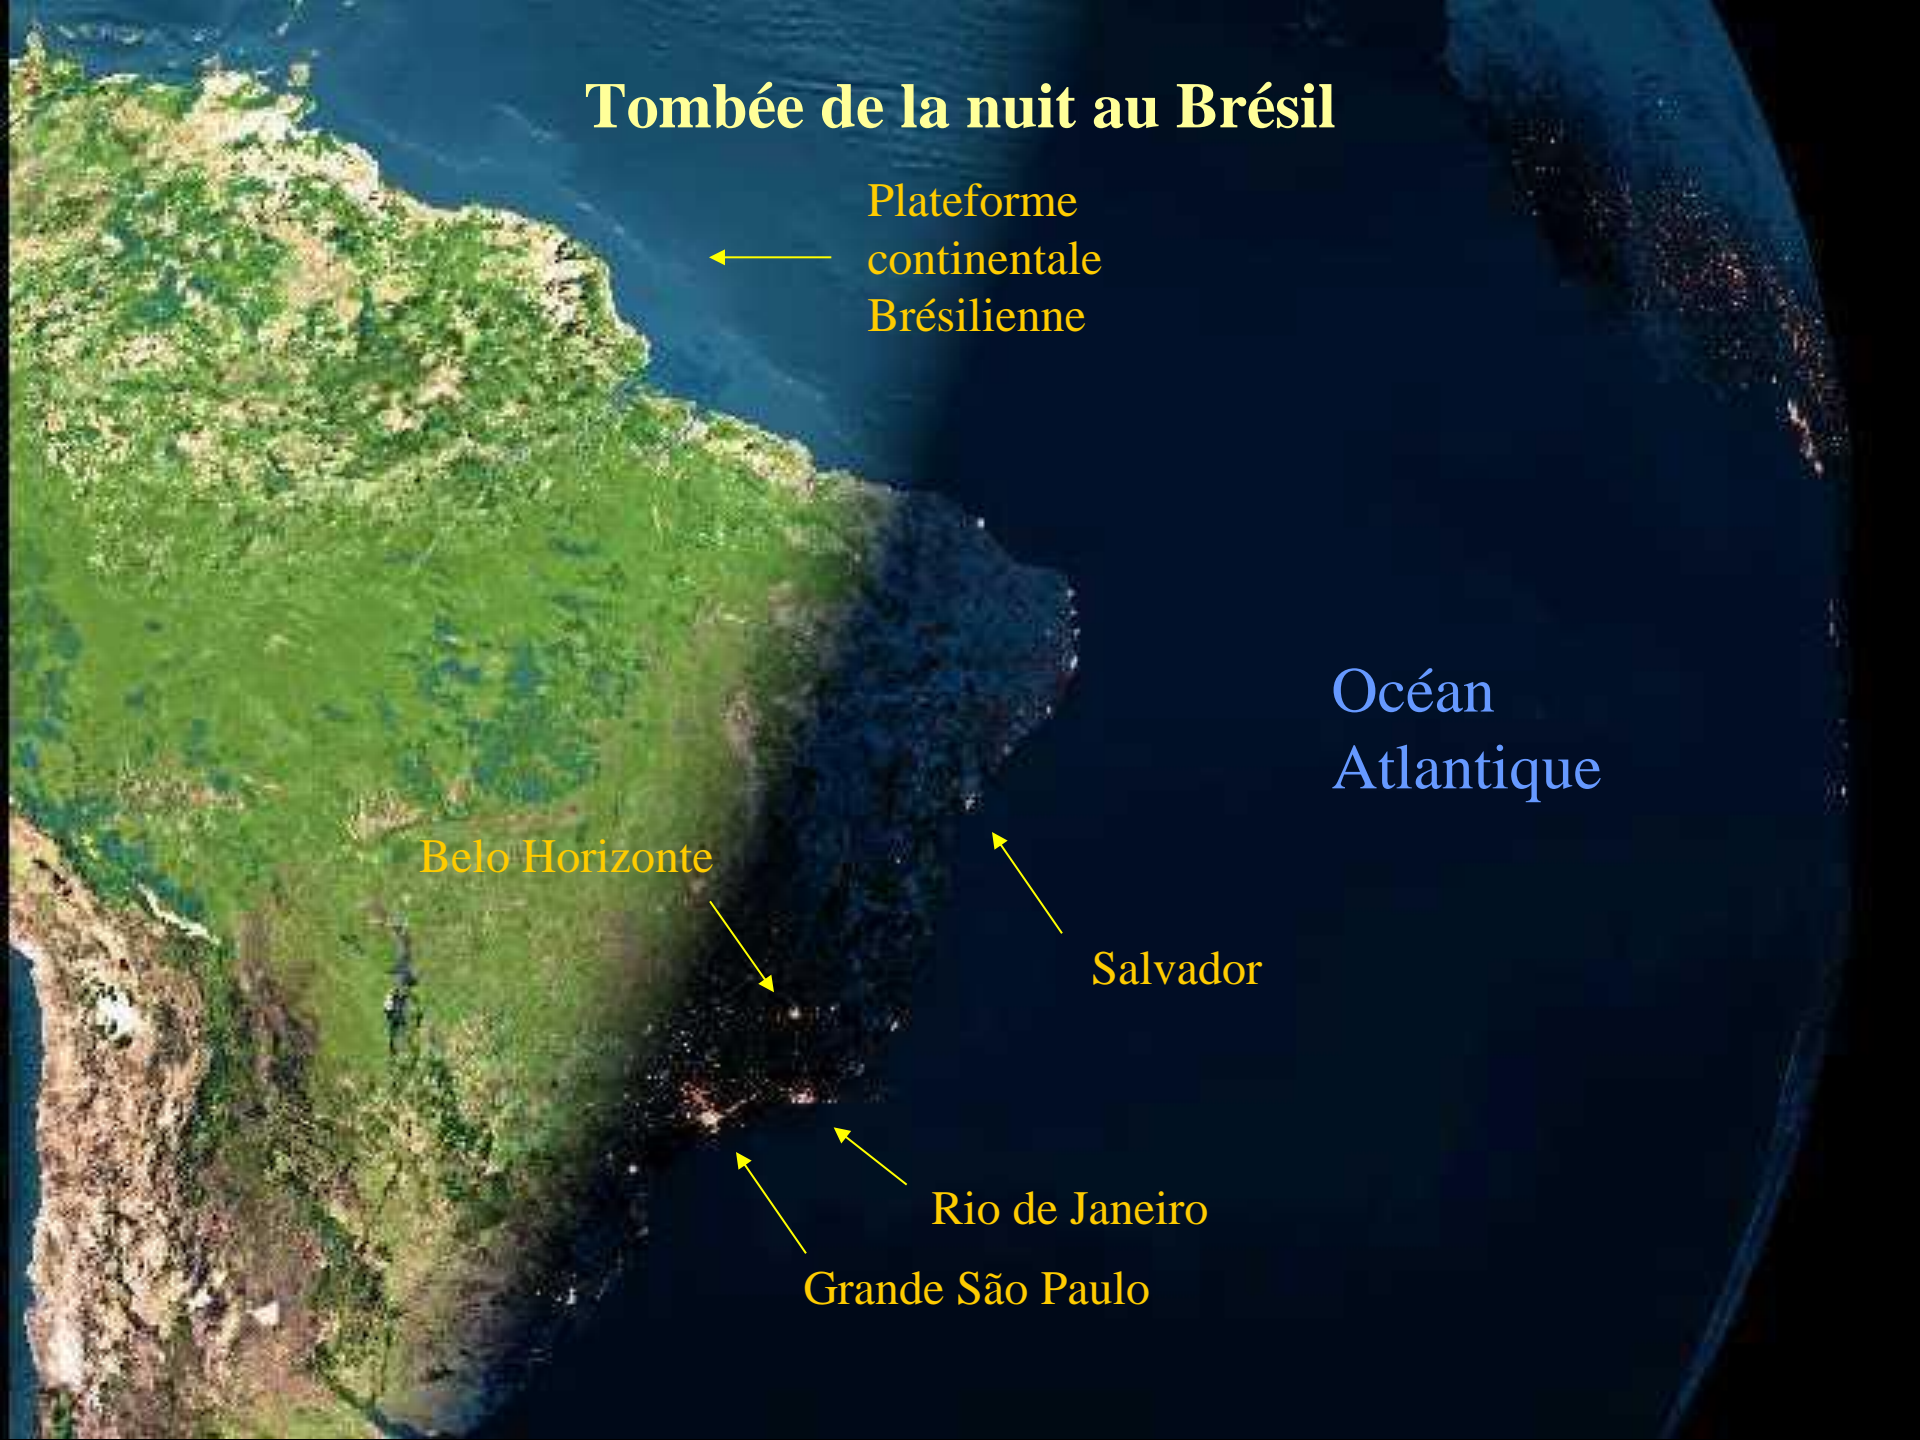 Tombée de la nuit au Brésil
Plateforme
continentale
Brésilienne
Océan
Atlantique
Belo Horizonte
Salvador
Rio de Janeiro
Grande São Paulo